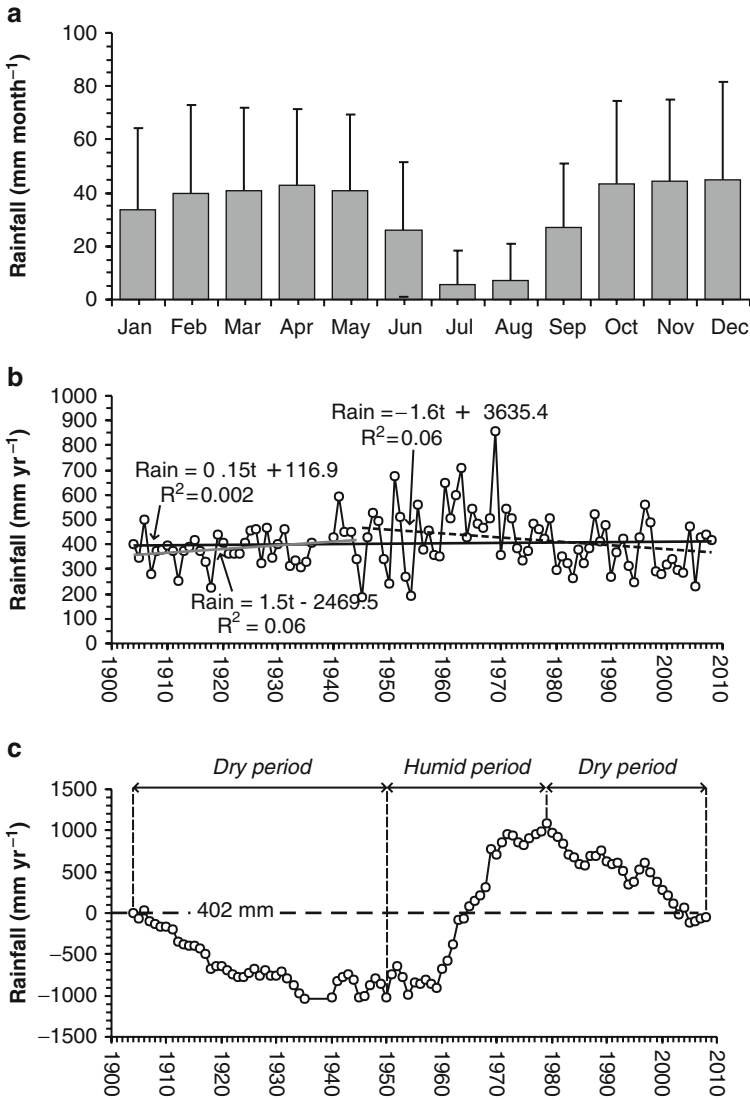 a
Rainfall (mm month⁻¹)
100
80
60
40
20
0
Jan Feb Mar Apr May Jun Jul Aug Sep Oct Nov Dec
b
Rainfall (mm yr⁻¹)
1000
900
800
700
600
500
400
300
200
100
0
Rain =−1.6t + 3635.4
R²=0.06
Rain = 0 .15t +116.9
R²=0.002
Rain = 1.5t - 2469.5
R² = 0.06
1900 1910 1920 1930 1940 1950 1960 1970 1980 1990 2000 2010
c
Rainfall (mm yr⁻¹)
Dry period Humid period Dry period
1500
1000
500
0
−500
−1000
−1500
402 mm
1900 1910 1920 1930 1940 1950 1960 1970 1980 1990 2000 2010